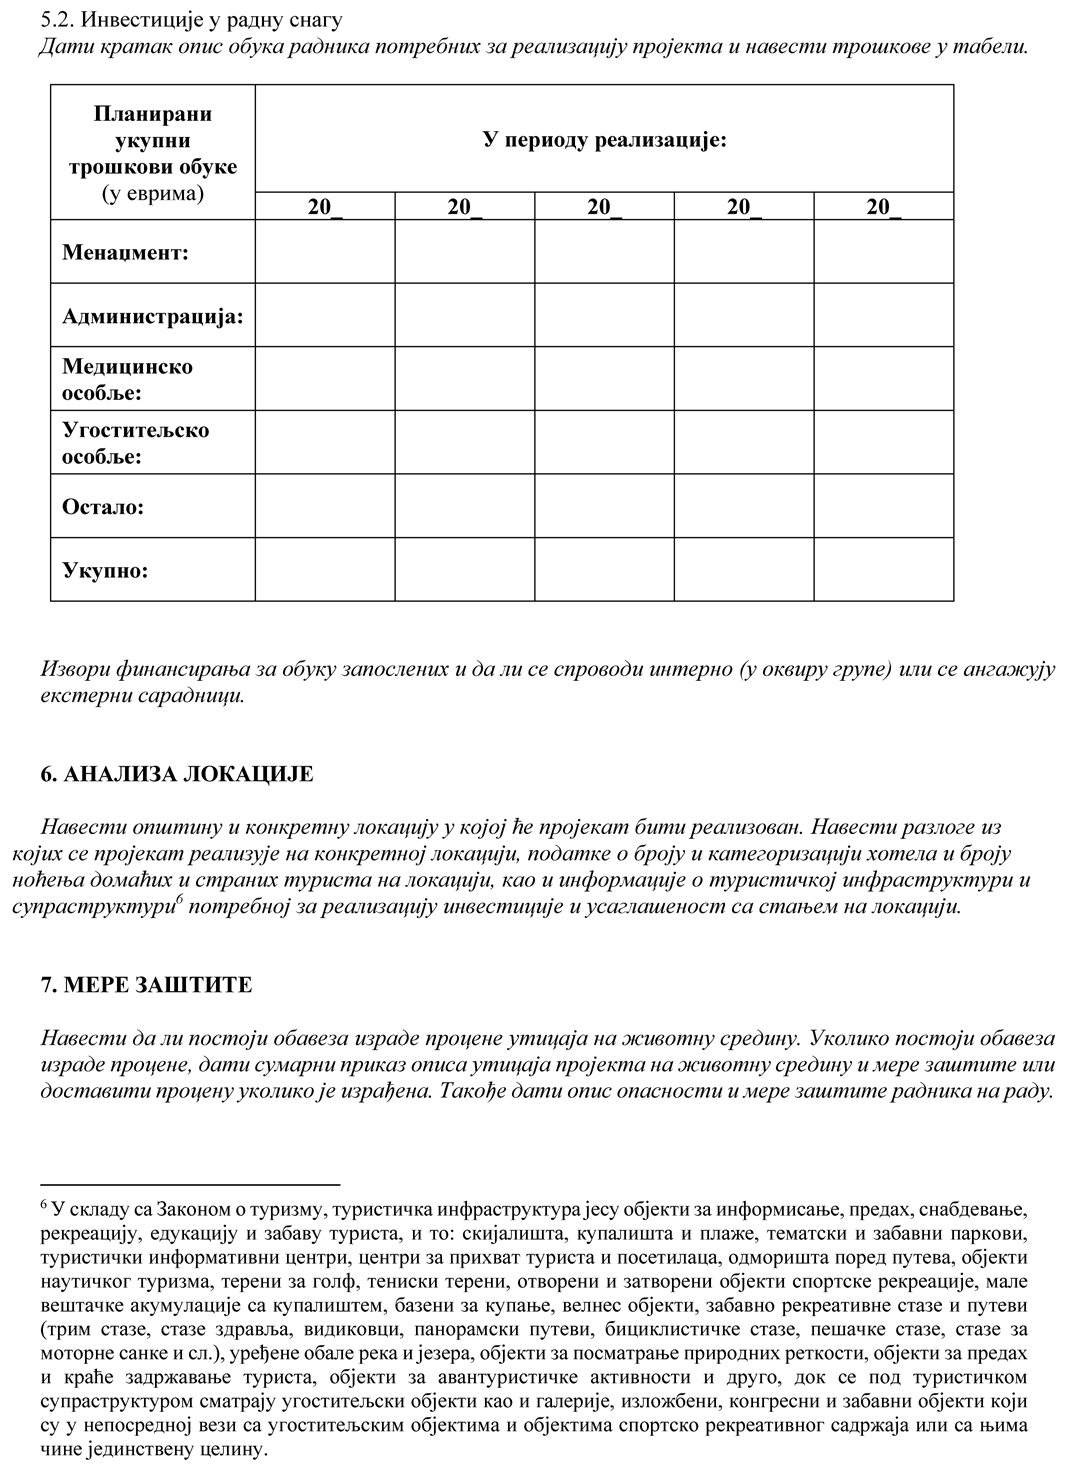 5.2. Инвестиције у радну снагу
Дати кратак опис обука радника потребних за реализацију пројекта и навести трошкове у табели.
Планирани
укупни
трошкови обуке
(у еврима)
У периоду реализације:
20_ 20_ 20_ 20_ 20_
Менаџмент:
Администрација:
Медицинско
особље:
Угоститељско
особље:
Остало:
Укупно:
Извори финансирања за обуку запослених и да ли се спроводи интерно (у оквиру групе) или се ангажују
екстерни сарадници.
6. АНАЛИЗА ЛОКАЦИЈЕ
Навести општину и конкретну локацију у којој ће пројекат бити реализован. Навести разлоге из
којих се пројекат реализује на конкретној локацији, податке о броју и категоризацији хотела и броју
ноћења домаћих и страних туриста на локацији, као и информације о туристичкој инфраструктури и
супраструктури⁶ потребној за реализацију инвестиције и усаглашеност са стањем на локацији.
7. МЕРЕ ЗАШТИТЕ
Навести да ли постоји обавеза израде процене утицаја на животну средину. Уколико постоји обавеза
израде процене, дати сумарни приказ описа утицаја пројекта на животну средину и мере заштите или
доставити процену уколико је израђена. Такође дати опис опасности и мере заштите радника на раду.
⁶ У складу са Законом о туризму, туристичка инфраструктура јесу објекти за информисање, предах, снабдевање,
рекреацију, едукацију и забаву туриста, и то: скијалишта, купалишта и плаже, тематски и забавни паркови,
туристички информативни центри, центри за прихват туриста и посетилаца, одморишта поред путева, објекти
наутичког туризма, терени за голф, тениски терени, отворени и затворени објекти спортске рекреације, мале
вештачке акумулације са купалиштем, базени за купање, велнес објекти, забавно рекреативне стазе и путеви
(трим стазе, стазе здравља, видиковци, панорамски путеви, бициклистичке стазе, пешачке стазе, стазе за
моторне санке и сл.), уређене обале река и језера, објекти за посматрање природних реткости, објекти за предах
и краће задржавање туриста, објекти за авантуристичке активности и друго, док се под туристичком
супраструктуром сматрају угоститељски објекти као и галерије, изложбени, конгресни и забавни објекти који
су у непосредној вези са угоститељским објектима и објектима спортско рекреативног садржаја или са њима
чине јединствену целину.